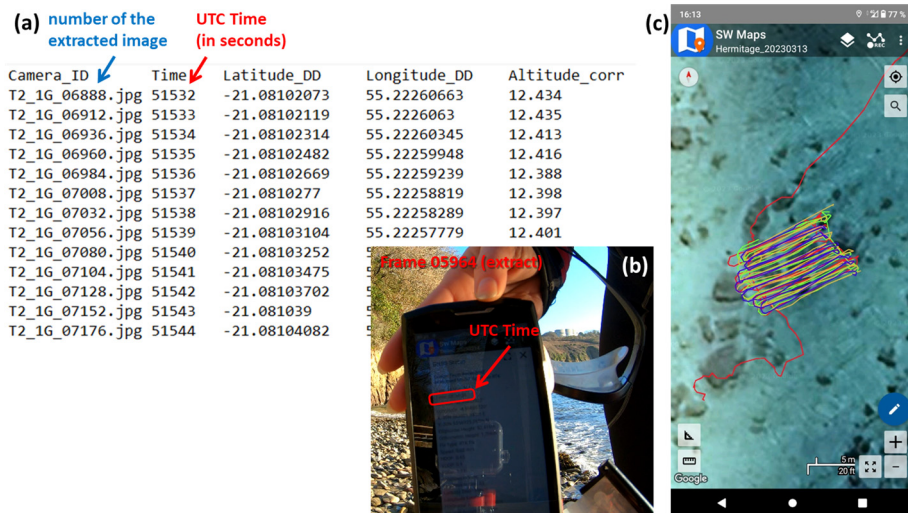 (a)
number of the
extracted image
UTC Time
(in seconds)
Camera_ID Time Latitude_DD Longitude_DD Altitude_corr
T2_1G_06888.jpg 51532 -21.08102073 55.22260663 12.434
T2_1G_06912.jpg 51533 -21.08102119 55.2226063 12.435
T2_1G_06936.jpg 51534 -21.08102314 55.22260345 12.413
T2_1G_06960.jpg 51535 -21.08102482 55.22259948 12.416
T2_1G_06984.jpg 51536 -21.08102669 55.22259239 12.388
T2_1G_07008.jpg 51537 -21.0810277 55.22258819 12.398
T2_1G_07032.jpg 51538 -21.08102916 55.22258289 12.397
T2_1G_07056.jpg 51539 -21.08103104 55.22257779 12.401
T2_1G_07080.jpg 51540 -21.08103252
T2_1G_07104.jpg 51541 -21.08103475
T2_1G_07128.jpg 51542 -21.08103702
T2_1G_07152.jpg 51543 -21.081039
T2_1G_07176.jpg 51544 -21.08104082
Frame 05964 (extract)
(b)
UTC Time
SW Maps
(c)
16:13
77 %
SW Maps
Hermitage_20230313
REC
5 m
20 ft
Google